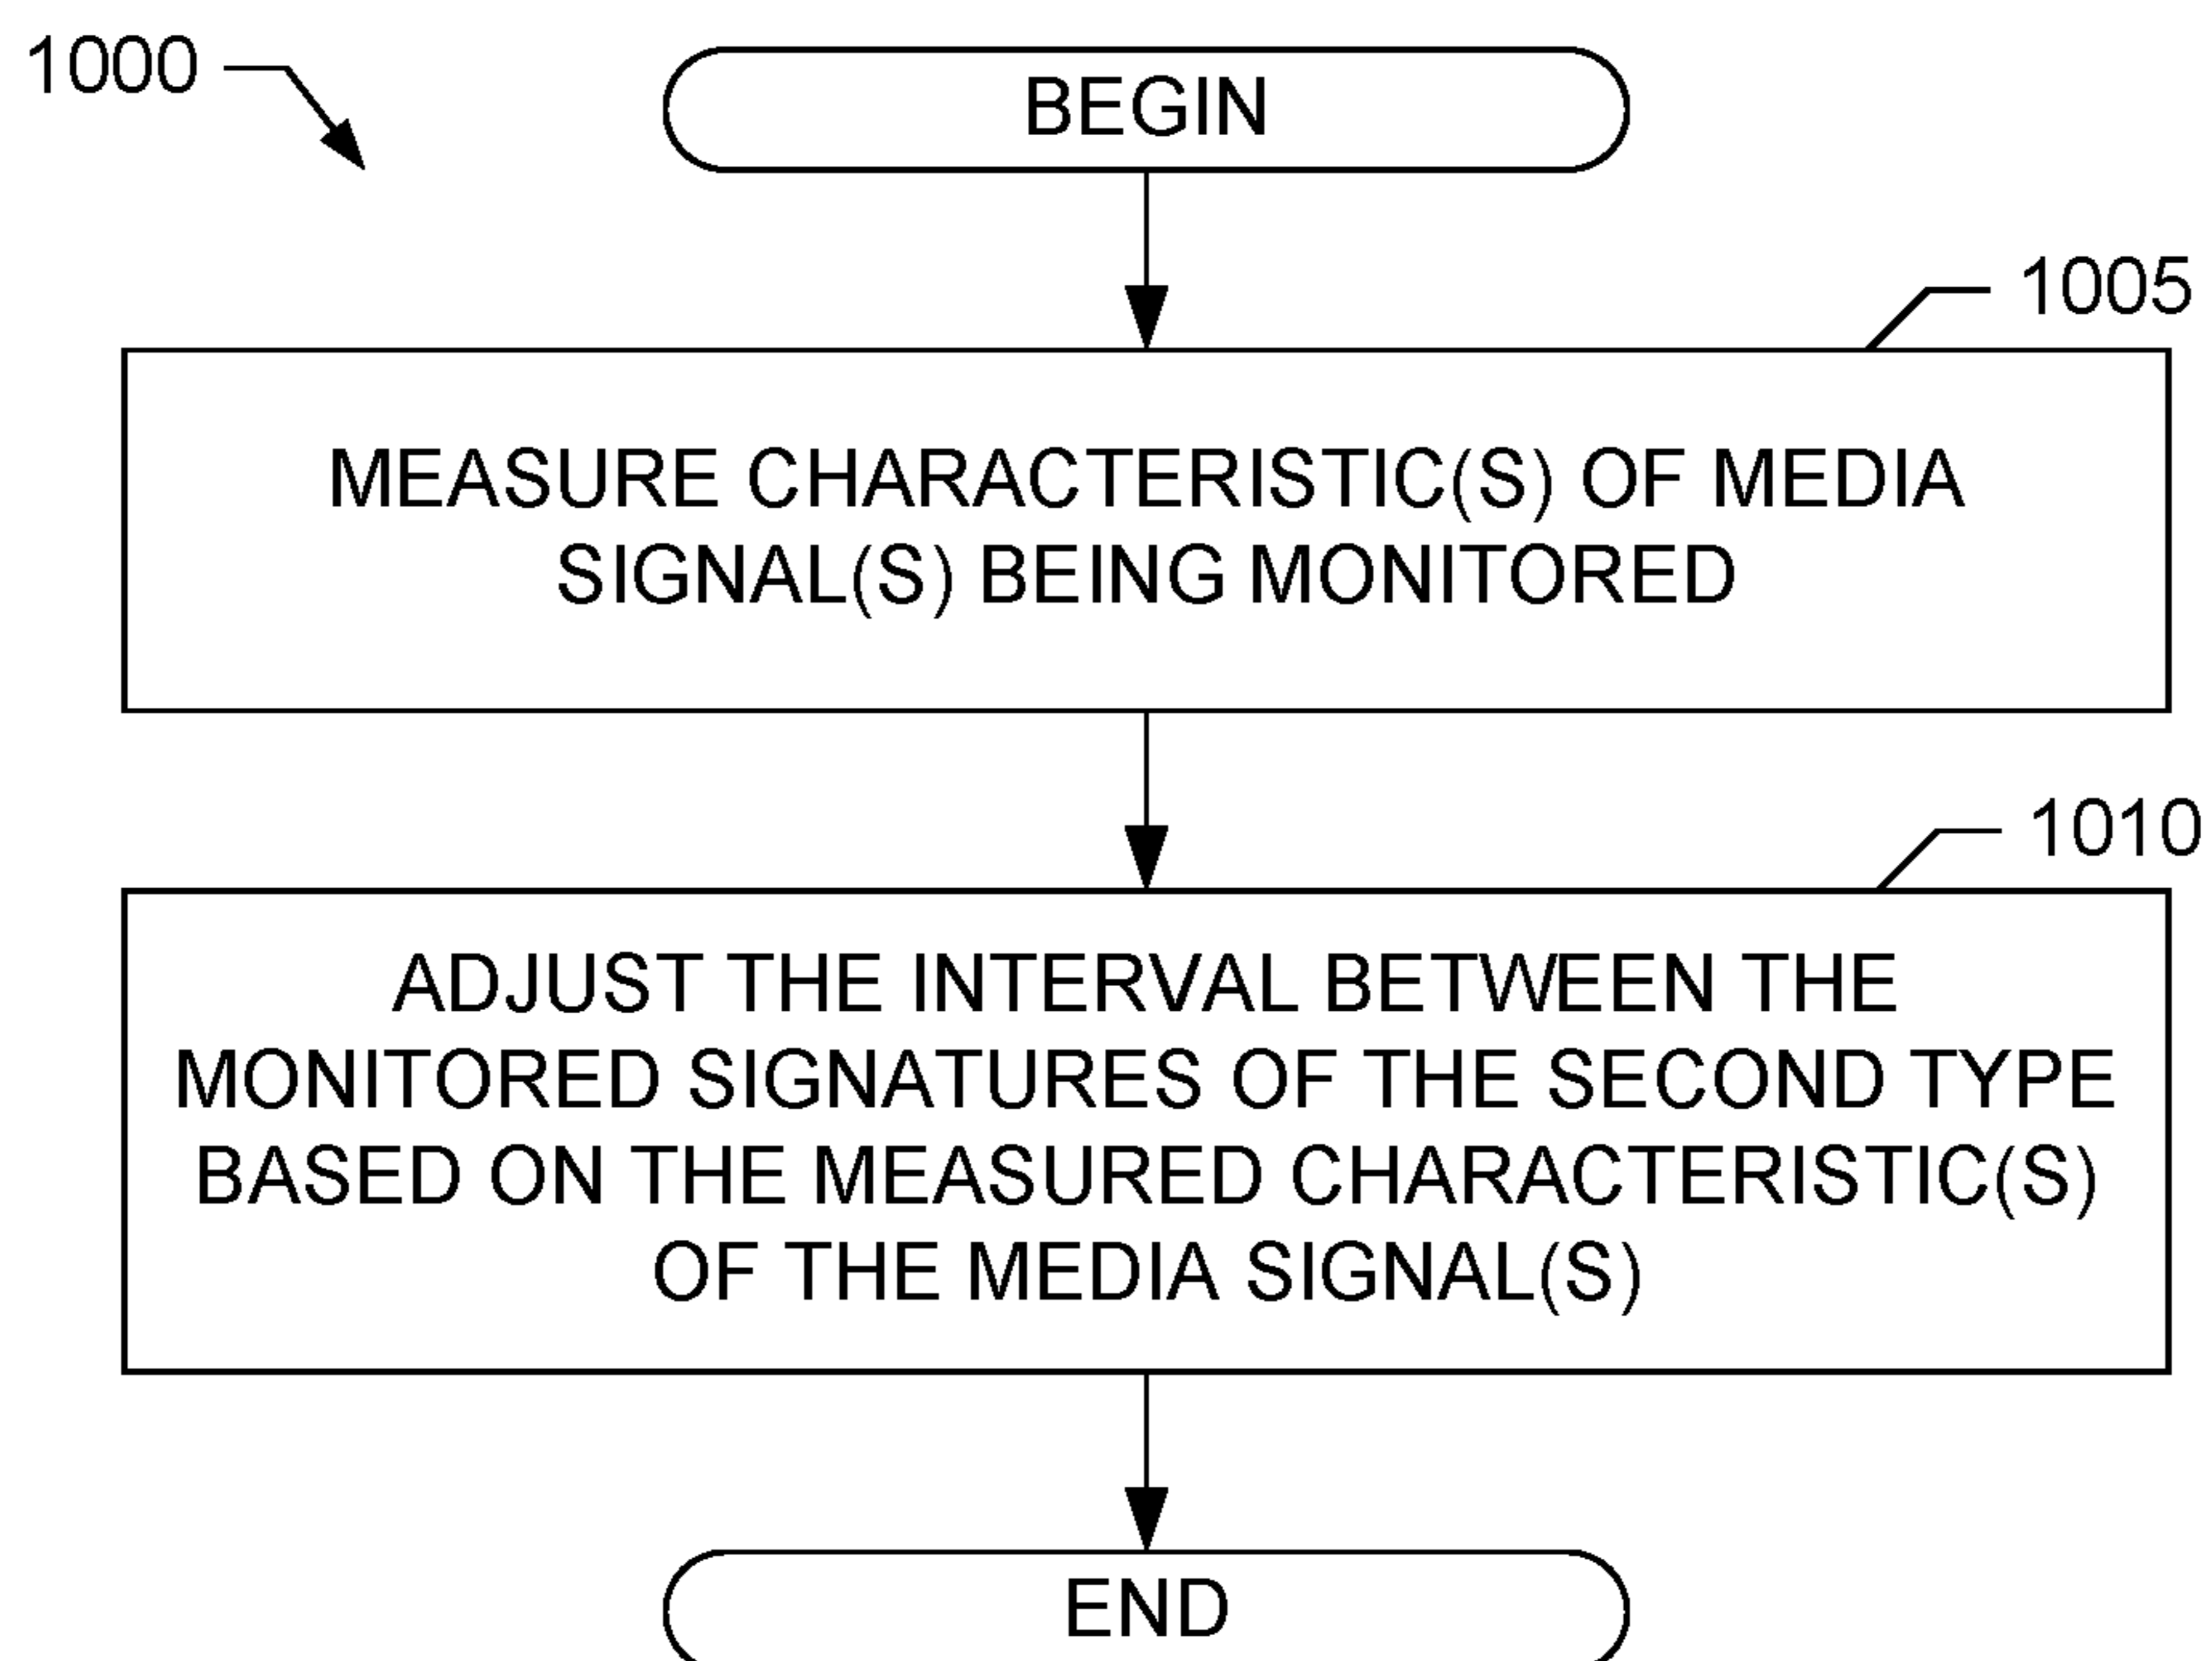 1000
BEGIN
1005
MEASURE CHARACTERISTIC(S) OF MEDIA
SIGNAL(S) BEING MONITORED
1010
ADJUST THE INTERVAL BETWEEN THE
MONITORED SIGNATURES OF THE SECOND TYPE
BASED ON THE MEASURED CHARACTERISTIC(S)
OF THE MEDIA SIGNAL(S)
END